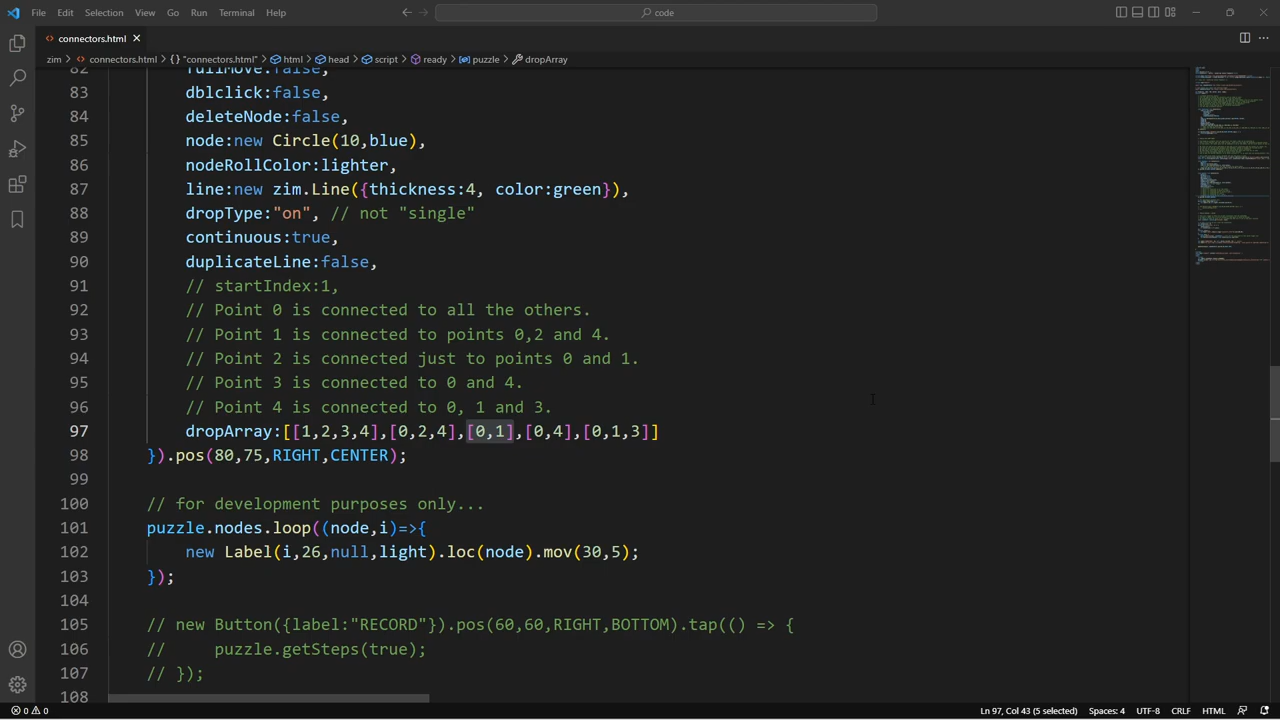 File Edit Selection View Go Run Terminal Help
code
connectors.html
zim > connectors.html > {} "connectors.html" > html > head > script > ready > puzzle > dropArray
82 fullMove:false,
83 dblclick:false,
84 deleteNode:false,
85 node:new Circle(10,blue),
86 nodeRollColor:lighter,
87 line:new zim.Line({thickness:4, color:green}),
88 dropType:"on", // not "single"
89 continuous:true,
90 duplicateLine:false,
91 // startIndex:1,
92 // Point 0 is connected to all the others.
93 // Point 1 is connected to points 0,2 and 4.
94 // Point 2 is connected just to points 0 and 1.
95 // Point 3 is connected to 0 and 4.
96 // Point 4 is connected to 0, 1 and 3.
97 dropArray:[[1,2,3,4],[0,2,4],[0,1],[0,4],[0,1,3]]
98 }).pos(80,75,RIGHT,CENTER);
99
100 // for development purposes only...
101 puzzle.nodes.loop((node,i)=>{
102 new Label(i,26,null,light).loc(node).mov(30,5);
103 });
104
105 // new Button({label:"RECORD"}).pos(60,60,RIGHT,BOTTOM).tap(() => {
106 // puzzle.getSteps(true);
107 // });
108
0 0 Ln 97, Col 43 (5 selected) Spaces: 4 UTF-8 CRLF HTML